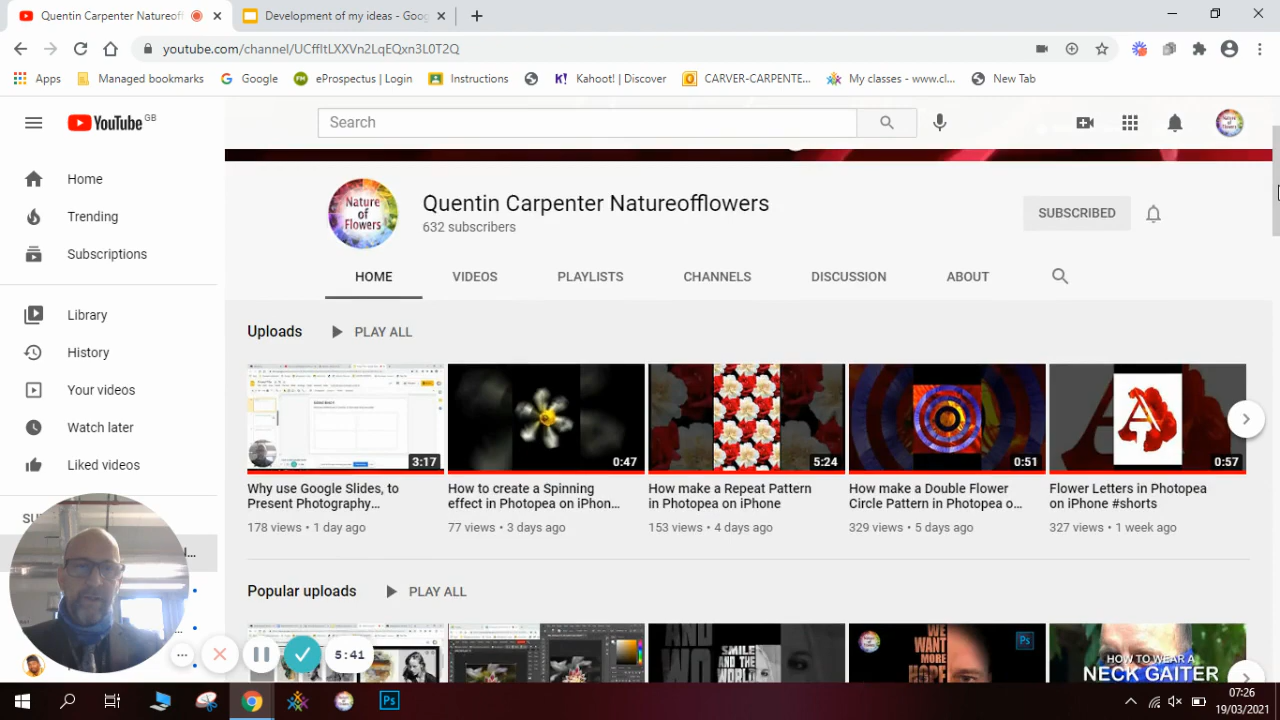 Quentin Carpenter Natureofl
Development of my ideas - Goog
youtube.com/channel/UCffItLXXVn2LqEQxn3L0T2Q
Apps
Managed bookmarks
Google
eProspectus | Login
Instructions
Kahoot! | Discover
CARVER-CARPENTE...
My classes - www.cl...
New Tab
YouTube GB
Search
Home
Trending
Subscriptions
Library
History
Your videos
Watch later
Liked videos
Nature
of
Flowers
Quentin Carpenter Natureofflowers
632 subscribers
SUBSCRIBED
HOME
VIDEOS
PLAYLISTS
CHANNELS
DISCUSSION
ABOUT
Uploads
PLAY ALL
3:17
0:47
5:24
0:51
0:57
Why use Google Slides, to
Present Photography...
178 views • 1 day ago
How to create a Spinning
effect in Photopea on iPhon...
77 views • 3 days ago
How make a Repeat Pattern
in Photopea on iPhone
153 views • 4 days ago
How make a Double Flower
Circle Pattern in Photopea o...
329 views • 5 days ago
Flower Letters in Photopea
on iPhone #shorts
327 views • 1 week ago
Popular uploads
PLAY ALL
SMILE
AND THE
WORLD
WE
WANT
MORE
HOPE
Ps
HOW TO WEAR A
NECK GAITER
5:41
Ps
07:26
19/03/2021